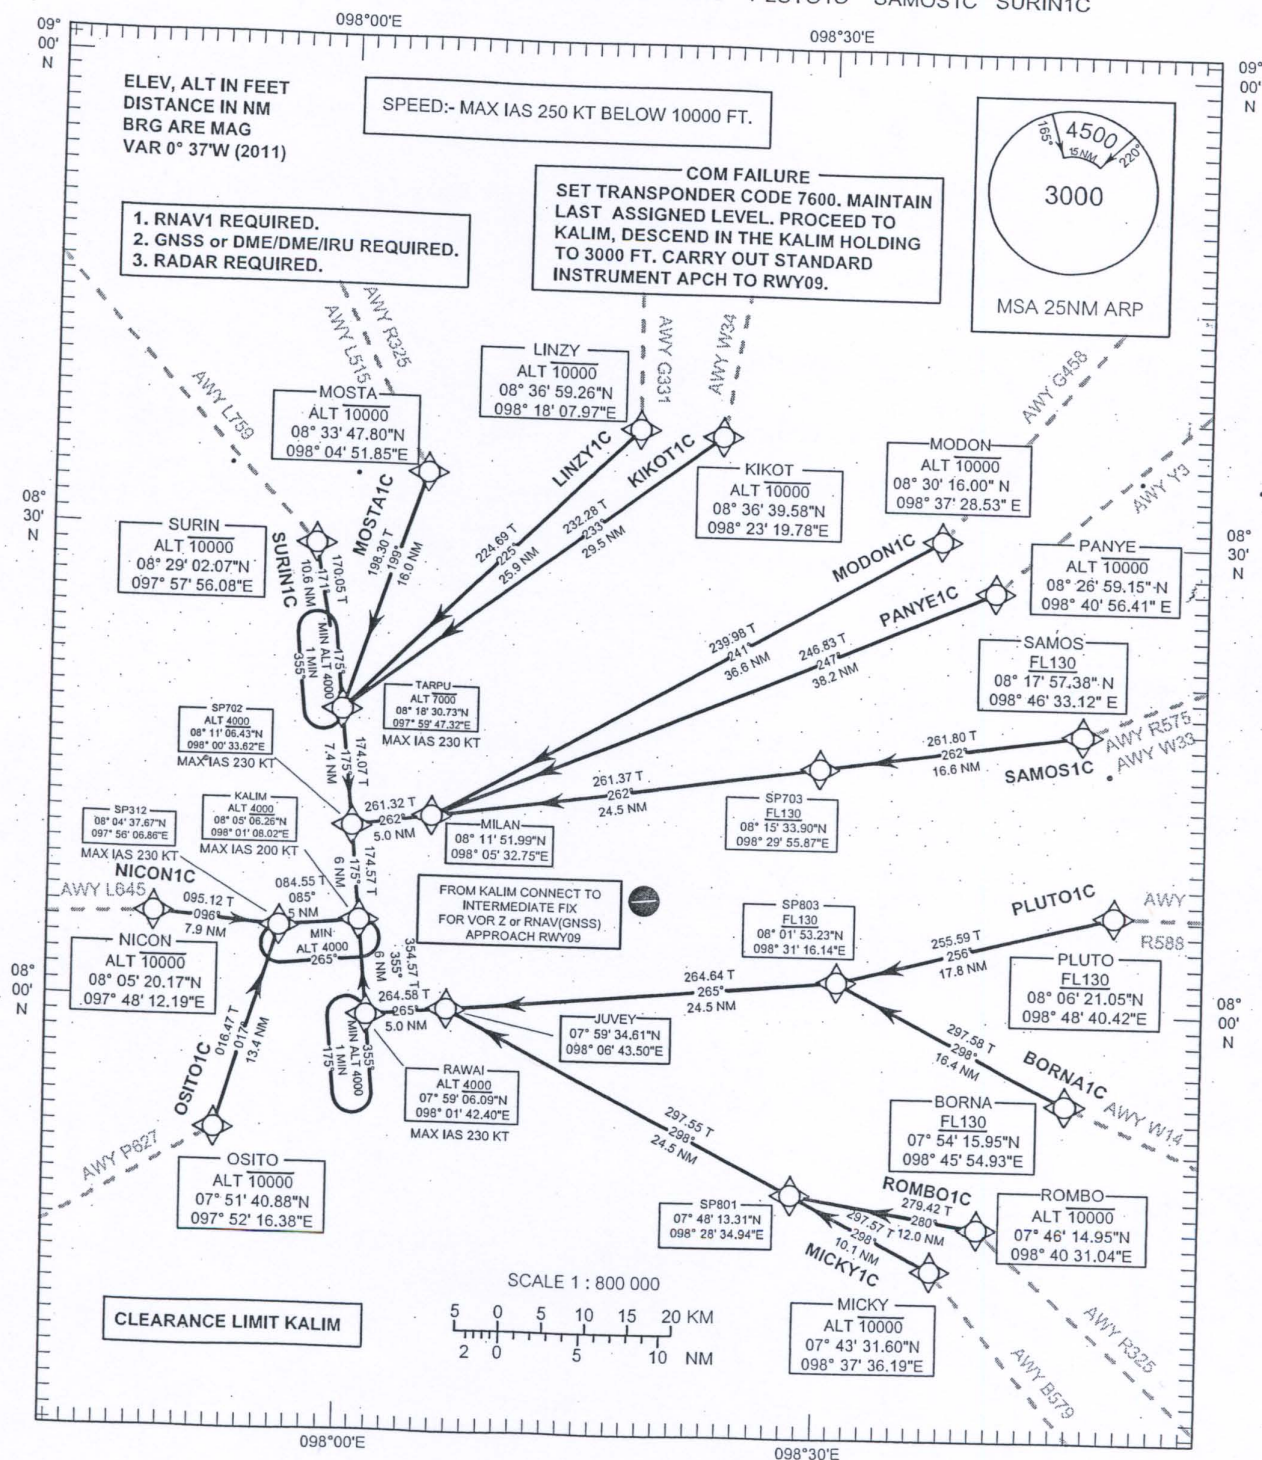 PLUTO1C SAMOS1C SURIN1C
098° 00'E
098° 30'E
09°
00'
N
09°
00'
N
ELEV, ALT IN FEET
DISTANCE IN NM
BRG ARE MAG
VAR 0° 37'W (2011)
SPEED:- MAX IAS 250 KT BELOW 10000 FT.
165°
4500
15NM
220°
3000
MSA 25NM ARP
COM FAILURE
SET TRANSPONDER CODE 7600. MAINTAIN
LAST ASSIGNED LEVEL. PROCEED TO
KALIM, DESCEND IN THE KALIM HOLDING
TO 3000 FT. CARRY OUT STANDARD
INSTRUMENT APCH TO RWY09.
1. RNAV1 REQUIRED.
2. GNSS or DME/DME/IRU REQUIRED.
3. RADAR REQUIRED.
AWY R325
AWY L515
AWY G331
AWY W34
AWY G458
AWY L759
AWY Y3
LINZY
ALT 10000
08° 36' 59.26"N
098° 18' 07.97"E
MOSTA
ALT 10000
08° 33' 47.80"N
098° 04' 51.85"E
KIKOT
ALT 10000
08° 36' 39.58"N
098° 23' 19.78"E
MODON
ALT 10000
08° 30' 16.00" N
098° 37' 28.53" E
08°
30'
N
08°
30'
N
SURIN
ALT 10000
08° 29' 02.07"N
097° 57' 56.08"E
PANYE
ALT 10000
08° 26' 59.15" N
098° 40' 56.41" E
SAMOS
FL130
08° 17' 57.38" N
098° 46' 33.12" E
SURIN1C
170.05 T
171°
10.6 NM
MOSTA1C
198.30 T
199°
16.0 NM
LINZY1C
224.69 T
225°
25.9 NM
KIKOT1C
232.28 T
233°
29.5 NM
MODON1C
239.98 T
241°
36.6 NM
PANYE1C
246.83 T
247°
38.2 NM
175°
MIN ALT 4000
1 MIN
355°
TARPU
ALT 7000
08° 18' 30.73"N
097° 59' 47.32"E
MAX IAS 230 KT
SP702
ALT 4000
08° 11' 06.43"N
098° 00' 33.62"E
MAX IAS 230 KT
174.07 T
175°
7.4 NM
261.80 T
262°
16.6 NM
SAMOS1C
AWY R575
AWY W33
261.37 T
262°
24.5 NM
SP703
FL130
08° 15' 33.90"N
098° 29' 55.87"E
261.32 T
262°
5.0 NM
MILAN
08° 11' 51.99"N
098° 05' 32.75"E
SP312
08° 04' 37.67"N
097° 56' 06.86"E
MAX IAS 230 KT
KALIM
ALT 4000
08° 05' 06.26"N
098° 01' 08.02"E
MAX IAS 200 KT
174.57 T
175°
6 NM
NICON1C
AWY L645
095.12 T
096°
7.9 NM
084.55 T
085°
5 NM
MIN
ALT 4000
265°
FROM KALIM CONNECT TO
INTERMEDIATE FIX
FOR VOR Z or RNAV(GNSS)
APPROACH RWY09
SP803
FL130
08° 01' 53.23"N
098° 31' 16.14"E
PLUTO1C
AWY
R588
255.59 T
256°
17.8 NM
PLUTO
FL130
08° 06' 21.05"N
098° 48' 40.42"E
NICON
ALT 10000
08° 05' 20.17"N
097° 48' 12.19"E
08°
00'
N
08°
00'
N
354.57 T
355°
6 NM
264.58 T
265°
5.0 NM
264.64 T
265°
24.5 NM
JUVEY
07° 59' 34.61"N
098° 06' 43.50"E
297.58 T
298°
16.4 NM
BORNA1C
AWY W14
016.47 T
017°
13.4 NM
OSITO1C
AWY P627
355°
MIN ALT 4000
1 MIN
175°
RAWAI
ALT 4000
07° 59' 06.09"N
098° 01' 42.40"E
MAX IAS 230 KT
BORNA
FL130
07° 54' 15.95"N
098° 45' 54.93"E
297.55 T
298°
24.5 NM
OSITO
ALT 10000
07° 51' 40.88"N
097° 52' 16.38"E
SP801
07° 48' 13.31"N
098° 28' 34.94"E
ROMBO1C
279.42 T
280°
12.0 NM
297.57 T
298°
10.1 NM
MICKY1C
ROMBO
ALT 10000
07° 46' 14.95"N
098° 40 31.04"E
MICKY
ALT 10000
07° 43' 31.60"N
098° 37' 36.19"E
AWY R325
AWY B579
SCALE 1 : 800 000
5 0 5 10 15 20 KM
2 0 5 10 NM
CLEARANCE LIMIT KALIM
098° 00'E
098° 30'E